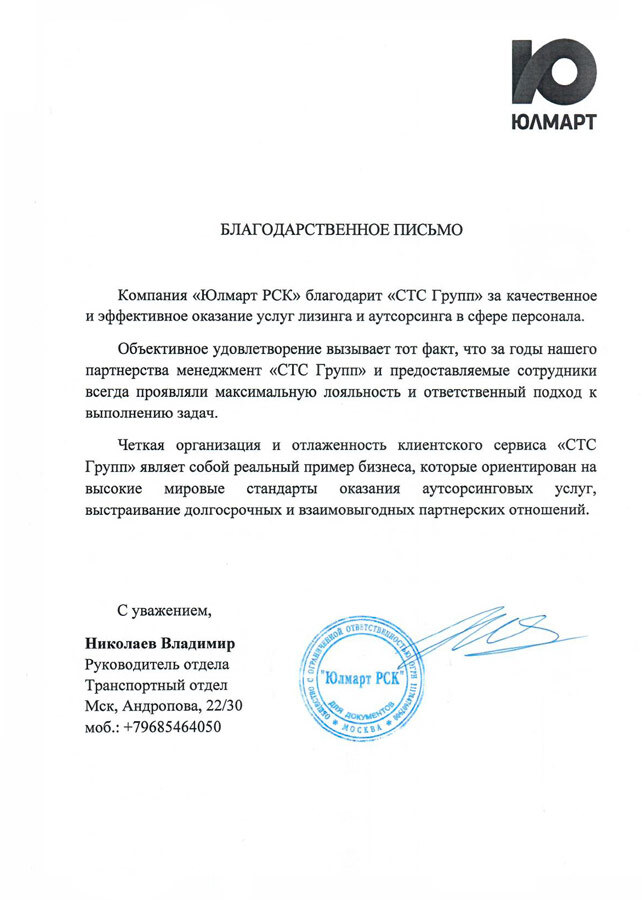 ЮЛМАРТ
БЛАГОДАРСТВЕННОЕ ПИСЬМО
Компания «Юлмарт РСК» благодарит «СТС Групп» за качественное
и эффективное оказание услуг лизинга и аутсорсинга в сфере персонала.
Объективное удовлетворение вызывает тот факт, что за годы нашего
партнерства менеджмент «СТС Групп» и предоставляемые сотрудники
всегда проявляли максимальную лояльность и ответственный подход к
выполнению задач.
Четкая организация и отлаженность клиентского сервиса «СТС
Групп» являет собой реальный пример бизнеса, которые ориентирован на
высокие мировые стандарты оказания аутсорсинговых услуг,
выстраивание долгосрочных и взаимовыгодных партнерских отношений.
С уважением,
Николаев Владимир
Руководитель отдела
Транспортный отдел
Мск, Андропова, 22/30
моб.: +79685464050
ОБЩЕСТВО С ОГРАНИЧЕННОЙ ОТВЕТСТВЕННОСТЬЮ ОГРН
"Юлмарт РСК"
ДЛЯ ДОКУМЕНТОВ
* МОСКВА *